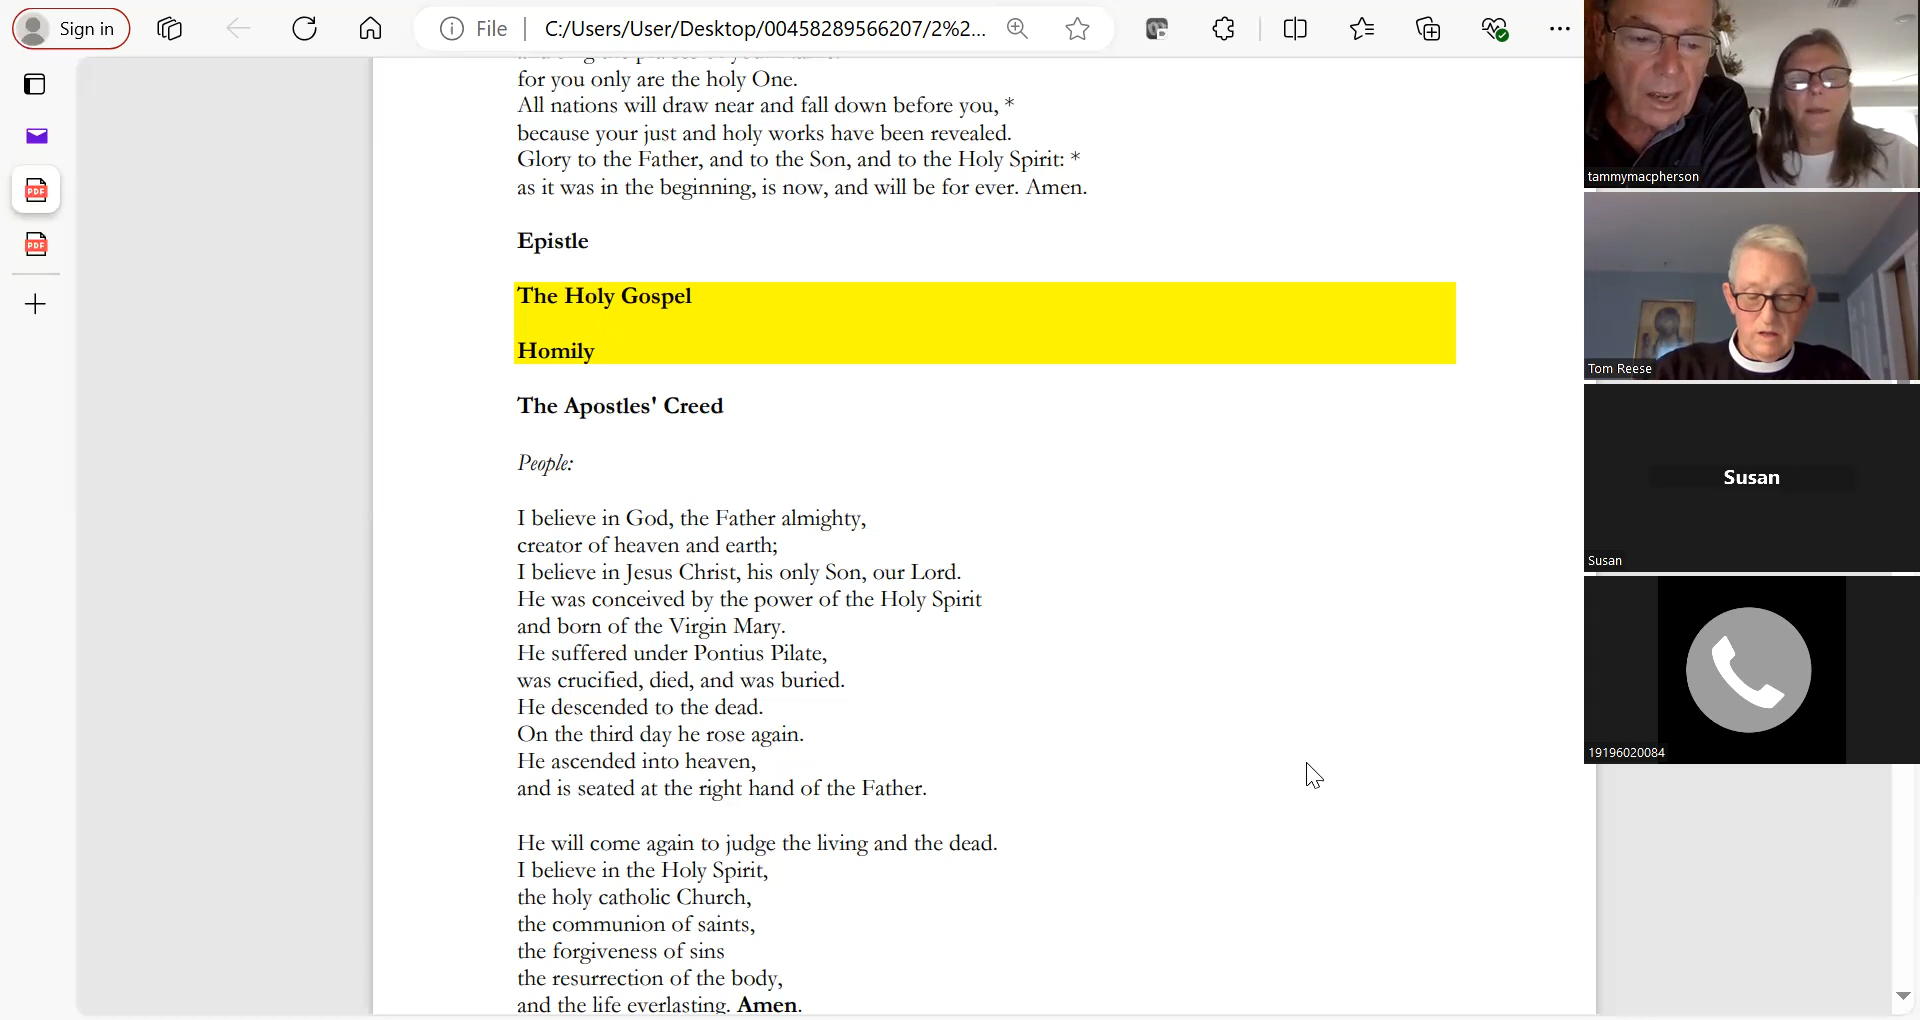 Sign in
File
C:/Users/User/Desktop/00458289566207/2%2...
for you only are the holy One.
All nations will draw near and fall down before you, *
because your just and holy works have been revealed.
Glory to the Father, and to the Son, and to the Holy Spirit: *
as it was in the beginning, is now, and will be for ever. Amen.
Epistle
The Holy Gospel
Homily
The Apostles' Creed
People:
I believe in God, the Father almighty,
creator of heaven and earth;
I believe in Jesus Christ, his only Son, our Lord.
He was conceived by the power of the Holy Spirit
and born of the Virgin Mary.
He suffered under Pontius Pilate,
was crucified, died, and was buried.
He descended to the dead.
On the third day he rose again.
He ascended into heaven,
and is seated at the right hand of the Father.
He will come again to judge the living and the dead.
I believe in the Holy Spirit,
the holy catholic Church,
the communion of saints,
the forgiveness of sins
the resurrection of the body,
and the life everlasting. Amen.
PDF
PDF
tammymacpherson
Tom Reese
Susan
Susan
19196020084